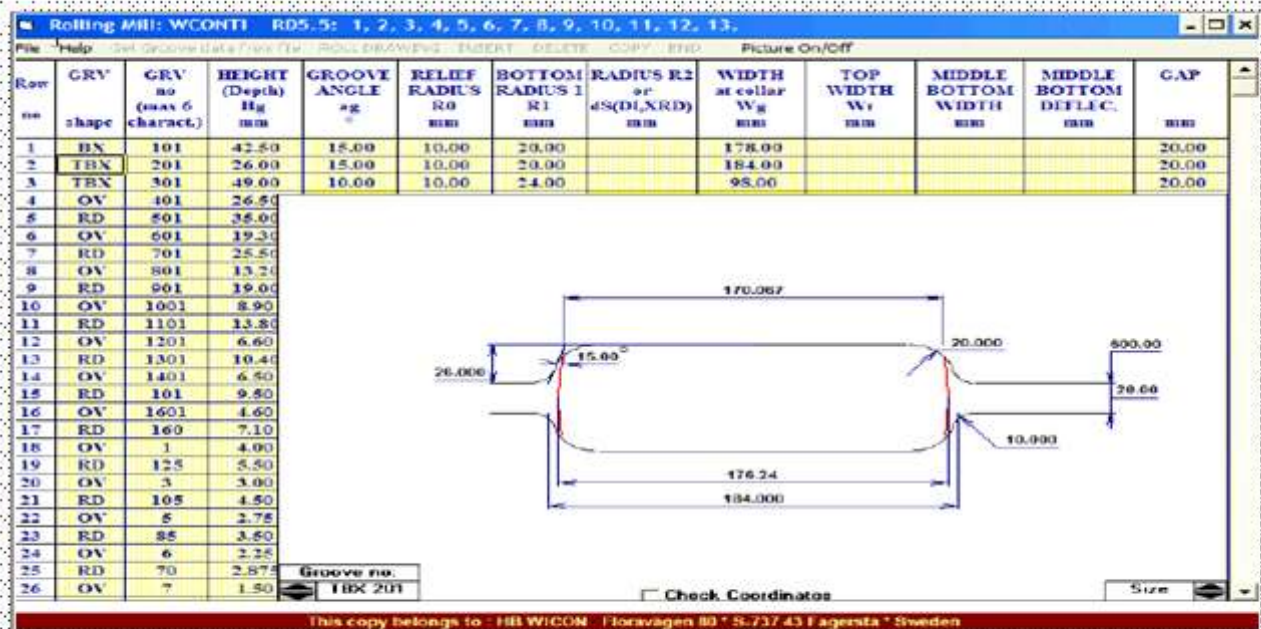 Rolling Mill: WCONTI RD5.5: 1, 2, 3, 4, 5, 6, 7, 8, 9, 10, 11, 12, 13,
File Help Get Groove data from file ROLL DRAWING INSERT DELETE COPY END Picture On/Off
Row no GRV shape GRV no (max 6 charact.) HEIGHT (Depth) Hg mm GROOVE ANGLE ag ° RELIEF RADIUS R0 mm BOTTOM RADIUS 1 R1 mm RADIUS R2 or dS(DI,XRD) mm WIDTH at collar Wg mm TOP WIDTH Wt mm MIDDLE BOTTOM WIDTH mm MIDDLE BOTTOM DEFLEC. mm GAP mm
1 BX 101 42.50 15.00 10.00 20.00 178.00 20.00
2 TBX 201 26.00 15.00 10.00 20.00 184.00 20.00
3 TBX 301 49.00 10.00 10.00 24.00 98.00 20.00
4 OV 401 26.50
5 RD 501 35.00
6 OV 601 19.30
7 RD 701 25.50
8 OV 801 13.20
9 RD 901 19.00
10 OV 1001 8.90
11 RD 1101 13.80
12 OV 1201 6.60
13 RD 1301 10.40
14 OV 1401 6.50
15 RD 101 9.50
16 OV 1601 4.60
17 RD 160 7.10
18 OV 1 4.00
19 RD 125 5.50
20 OV 3 3.00
21 RD 105 4.50
22 OV 5 2.75
23 RD 85 3.50
24 OV 6 2.25
25 RD 70 2.875
26 OV 7 1.50
170.067
20.000
600.00
15.00°
26.000
20.00
10.000
176.24
184.000
Groove no:
TBX 201
Check Coordinates
Size
This copy belongs to : HB WICON Floravägen 80 * S-737 43 Fagersta * Sweden